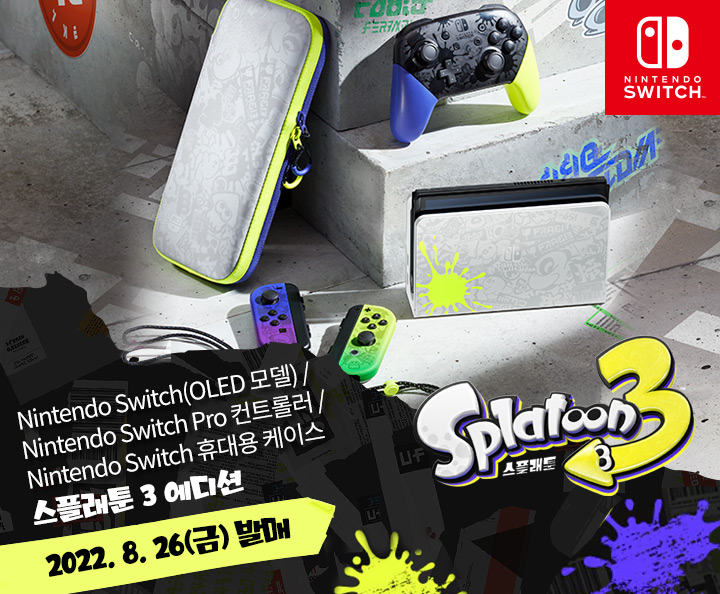 NINTENDO
SWITCH
Nintendo Switch(OLED 모델) /
Nintendo Switch Pro 컨트롤러 /
Nintendo Switch 휴대용 케이스
스플래툰 3 에디션
2022. 8. 26(금) 발매
Splatoon 3
스플래툰